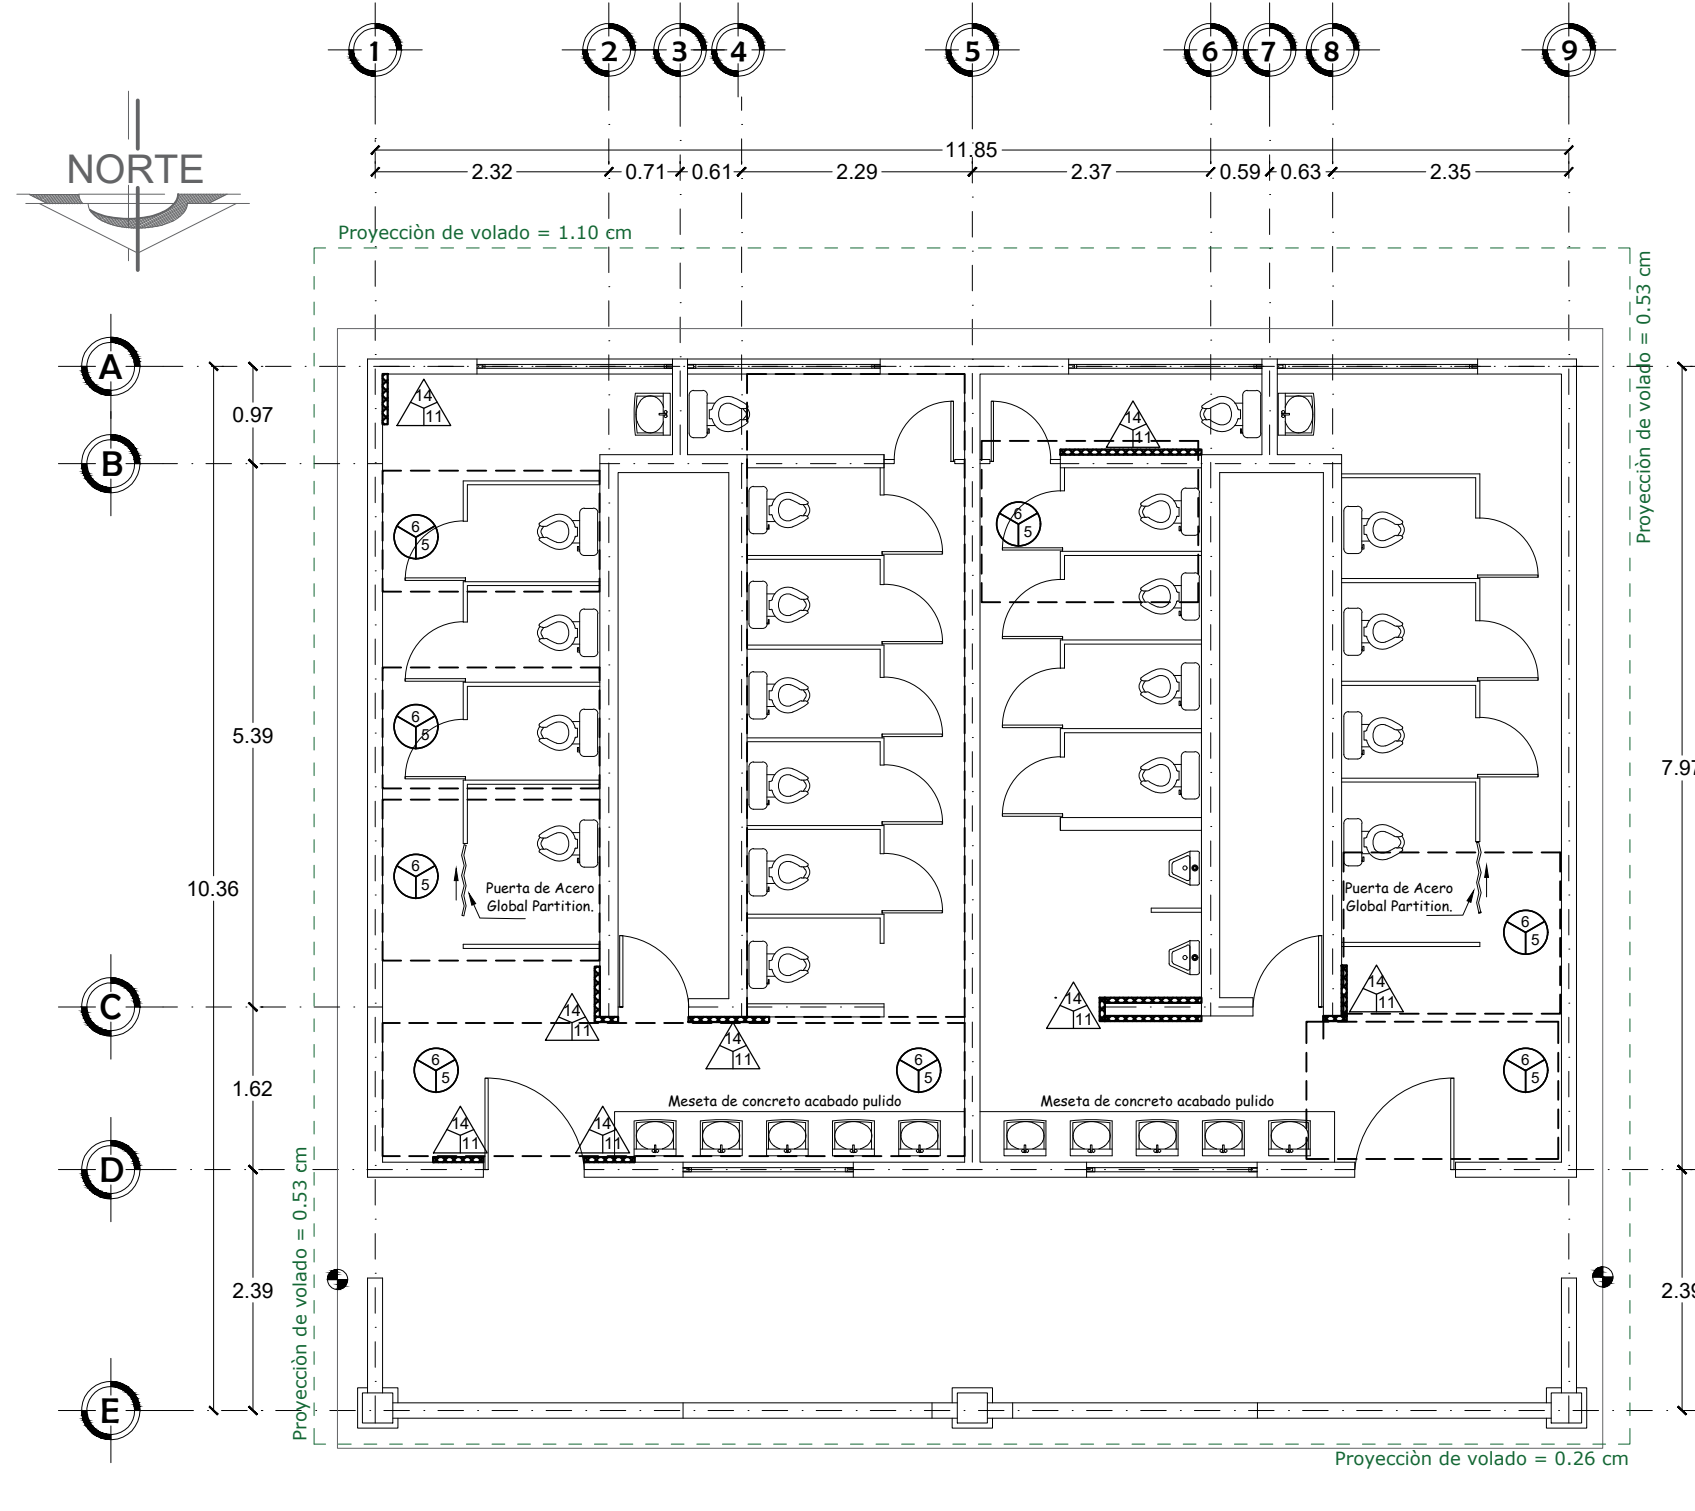 1 2 3 4 5 6 7 8 9
NORTE
11.85
2.32 0.71 0.61 2.29 2.37 0.59 0.63 2.35
Proyecciòn de volado = 1.10 cm
Proyecciòn de volado = 0.53 cm
A
14
11
14
11
0.97
B
6
5
6
5
5.39
6
5
7.97
10.36
6
5
Puerta de Acero
Global Partition.
Puerta de Acero
Global Partition.
6
5
C
14
11
14
11
14
11
14
11
6
5
6
5
6
5
1.62
Meseta de concreto acabado pulido
Meseta de concreto acabado pulido
14
11
14
11
D
Proyecciòn de volado = 0.53 cm
2.39
2.39
E
Proyecciòn de volado = 0.26 cm